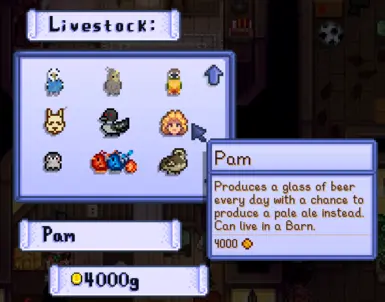 Livestock:
Pam
Produces a glass of beer
every day with a chance to
produce a pale ale instead.
Can live in a Barn.
4000
Pam
4000g